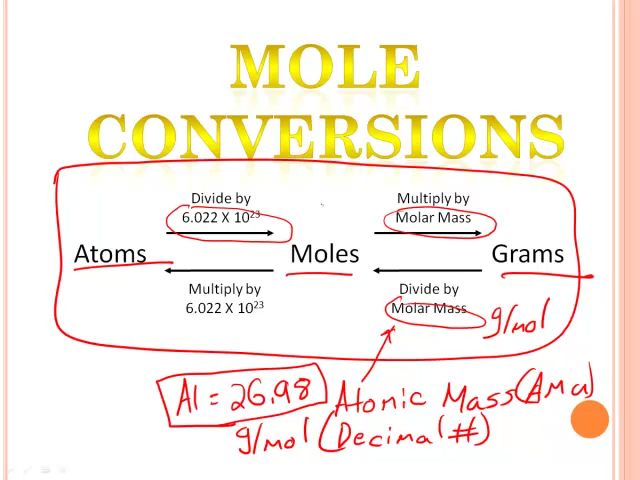 MOLE
CONVERSIONS
Divide by
6.022 X 10²³
Multiply by
Molar Mass
Atoms
Moles
Grams
Multiply by
6.022 X 10²³
Divide by
Molar Mass
g/mol
Al = 26.98
Atomic Mass (Ama)
g/mol (Decimal #)